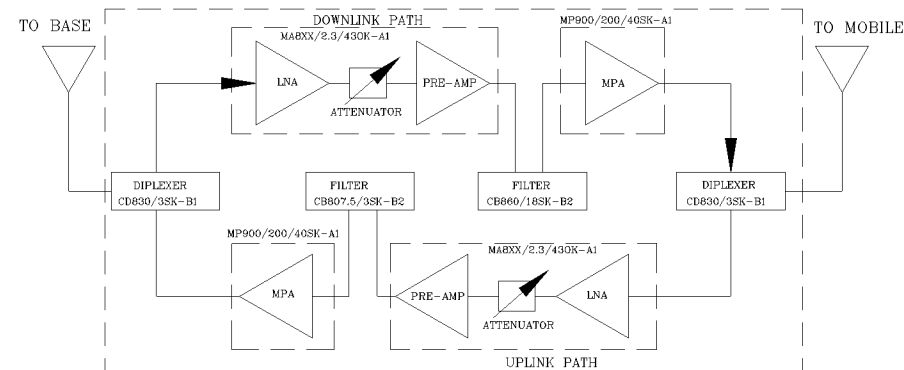 DOWNLINK PATH
MP900/200/40SK-A1
TO BASE
TO MOBILE
MA8XX/2.3/430K-A1
LNA
PRE-AMP
MPA
ATTENUATOR
DIPLEXER
CD830/3SK-B1
FILTER
CB807.5/3SK-B2
FILTER
CB860/18SK-B2
DIPLEXER
CD830/3SK-B1
MP900/200/40SK-A1
MA8XX/2.3/430K-A1
MPA
PRE-AMP
LNA
ATTENUATOR
UPLINK PATH